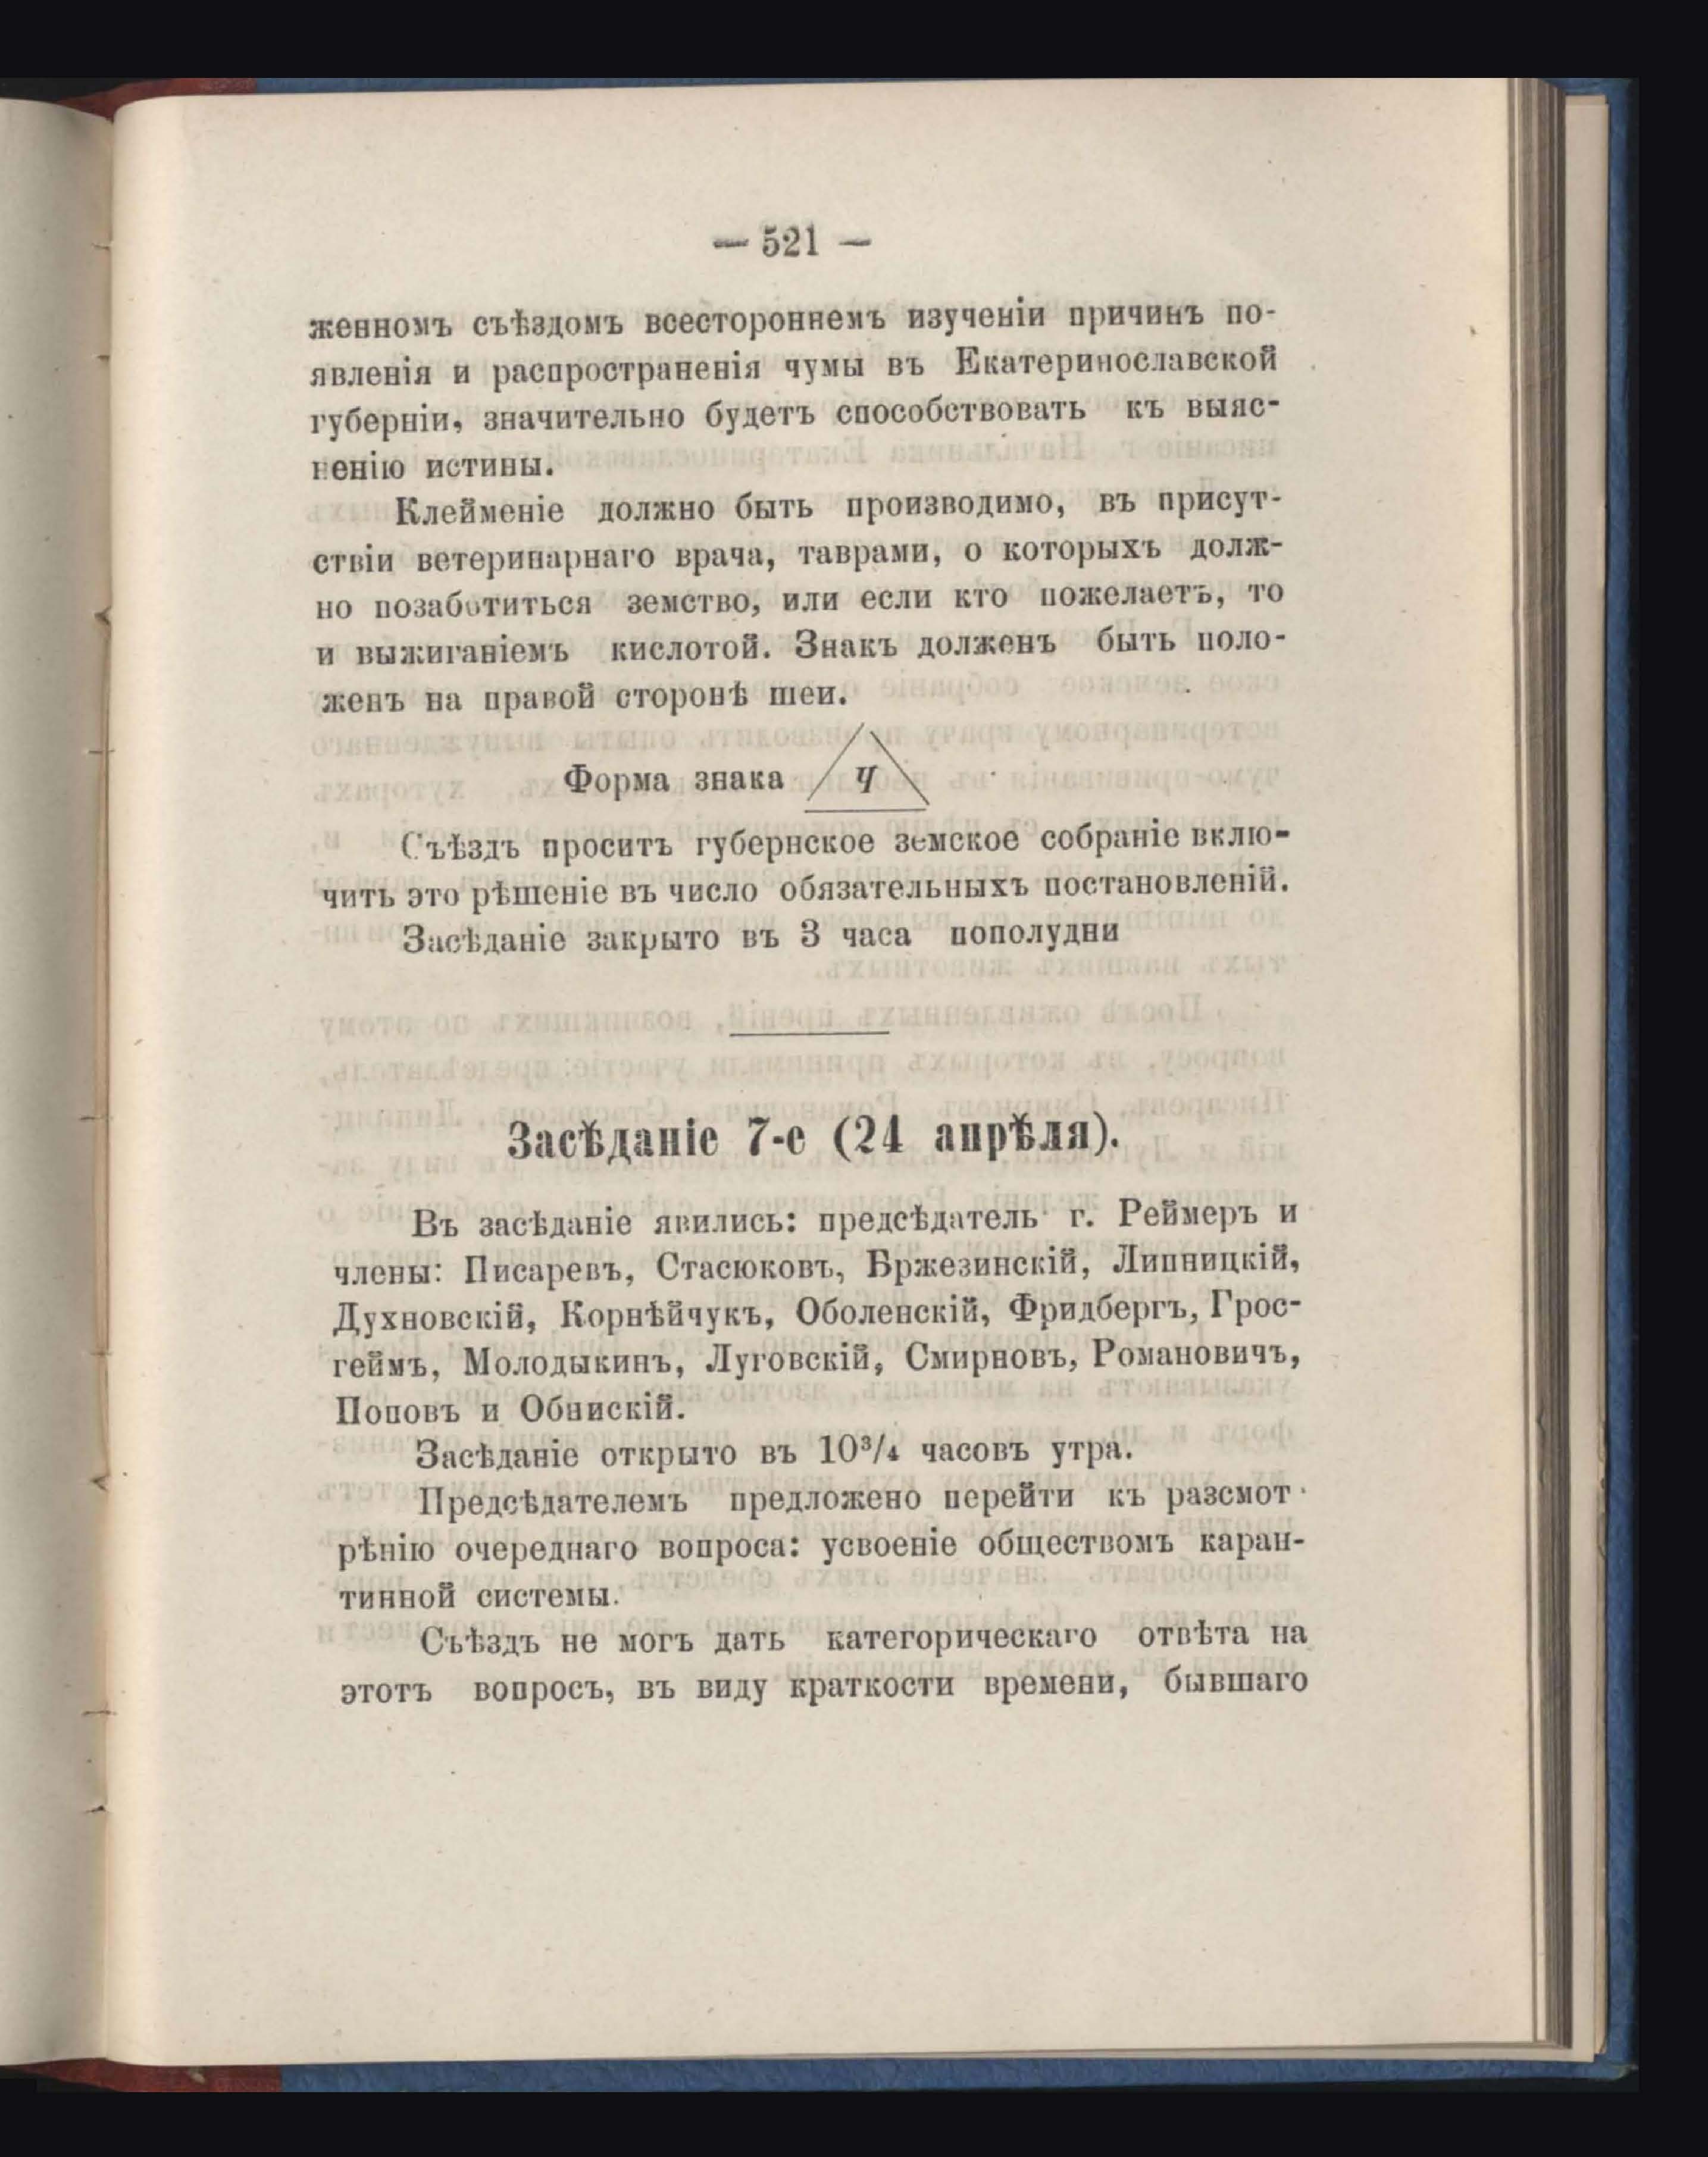 — 521 —
женномъ съѣздомъ всестороннемъ изученіи причинъ по-
явленія и распространенія чумы въ Екатеринославской
губерніи, значительно будетъ способствовать къ выяс-
ненію истины.
Клейменіе должно быть производимо, въ присут-
ствіи ветеринарнаго врача, таврами, о которыхъ долж-
но позаботиться земство, или если кто пожелаетъ, то
и выжиганіемъ кислотой. Знакъ долженъ быть поло-
женъ на правой сторонѣ шеи.
Форма знака Ч
Съѣздъ проситъ губернское земское собраніе вклю-
чить это рѣшеніе въ число обязательныхъ постановленій.
Засѣданіе закрыто въ 3 часа пополудни
Засѣданіе 7-е (24 апрѣля).
Въ засѣданіе явились: предсѣдатель г. Реймеръ и
члены: Писаревъ, Стасюковъ, Бржезинскій, Липницкій,
Духновскій, Корнѣйчукъ, Оболенскій, Фридбергъ, Грос-
геймъ, Молодыкинъ, Луговскій, Смирновъ, Романовичъ,
Поповъ и Обнискій.
Засѣданіе открыто въ 10³/₄ часовъ утра.
Предсѣдателемъ предложено перейти къ разсмот-
рѣнію очереднаго вопроса: усвоеніе обществомъ каран-
тинной системы.
Съѣздъ не могъ дать категорическаго отвѣта на
этотъ вопросъ, въ виду краткости времени, бывшаго